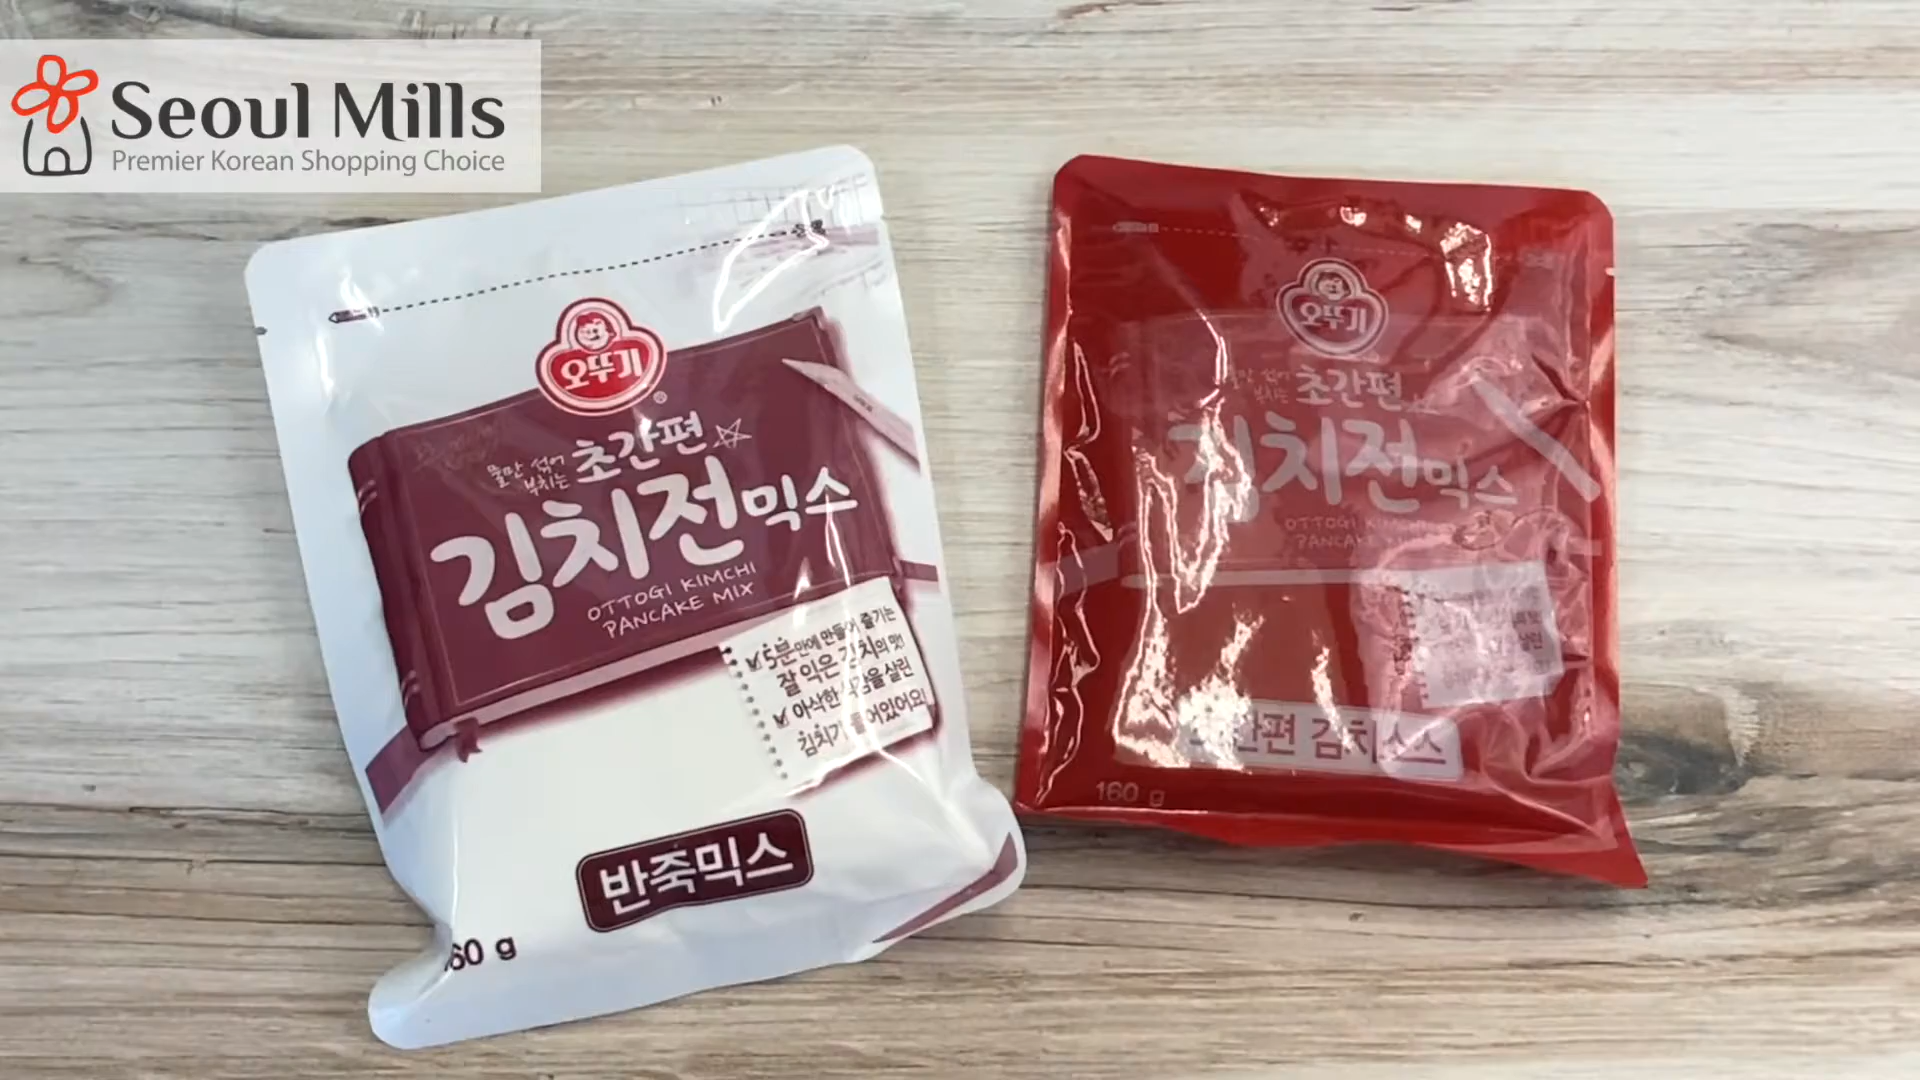 Seoul Mills
Premier Korean Shopping Choice
오뚜기
물만 섞어
부치는
초간편
김치전믹스
OTTOGI KIMCHI
PANCAKE MIX
5분만에 만들어 즐기는
잘 익은 김치의 맛!
아삭한 식감을 살린
김치가 들어있어요!
반죽믹스
60 g
오뚜기
초간편
김치전믹스
OTTOGI KIMCHI
PANCAKE
초간편 김치소스
160 g